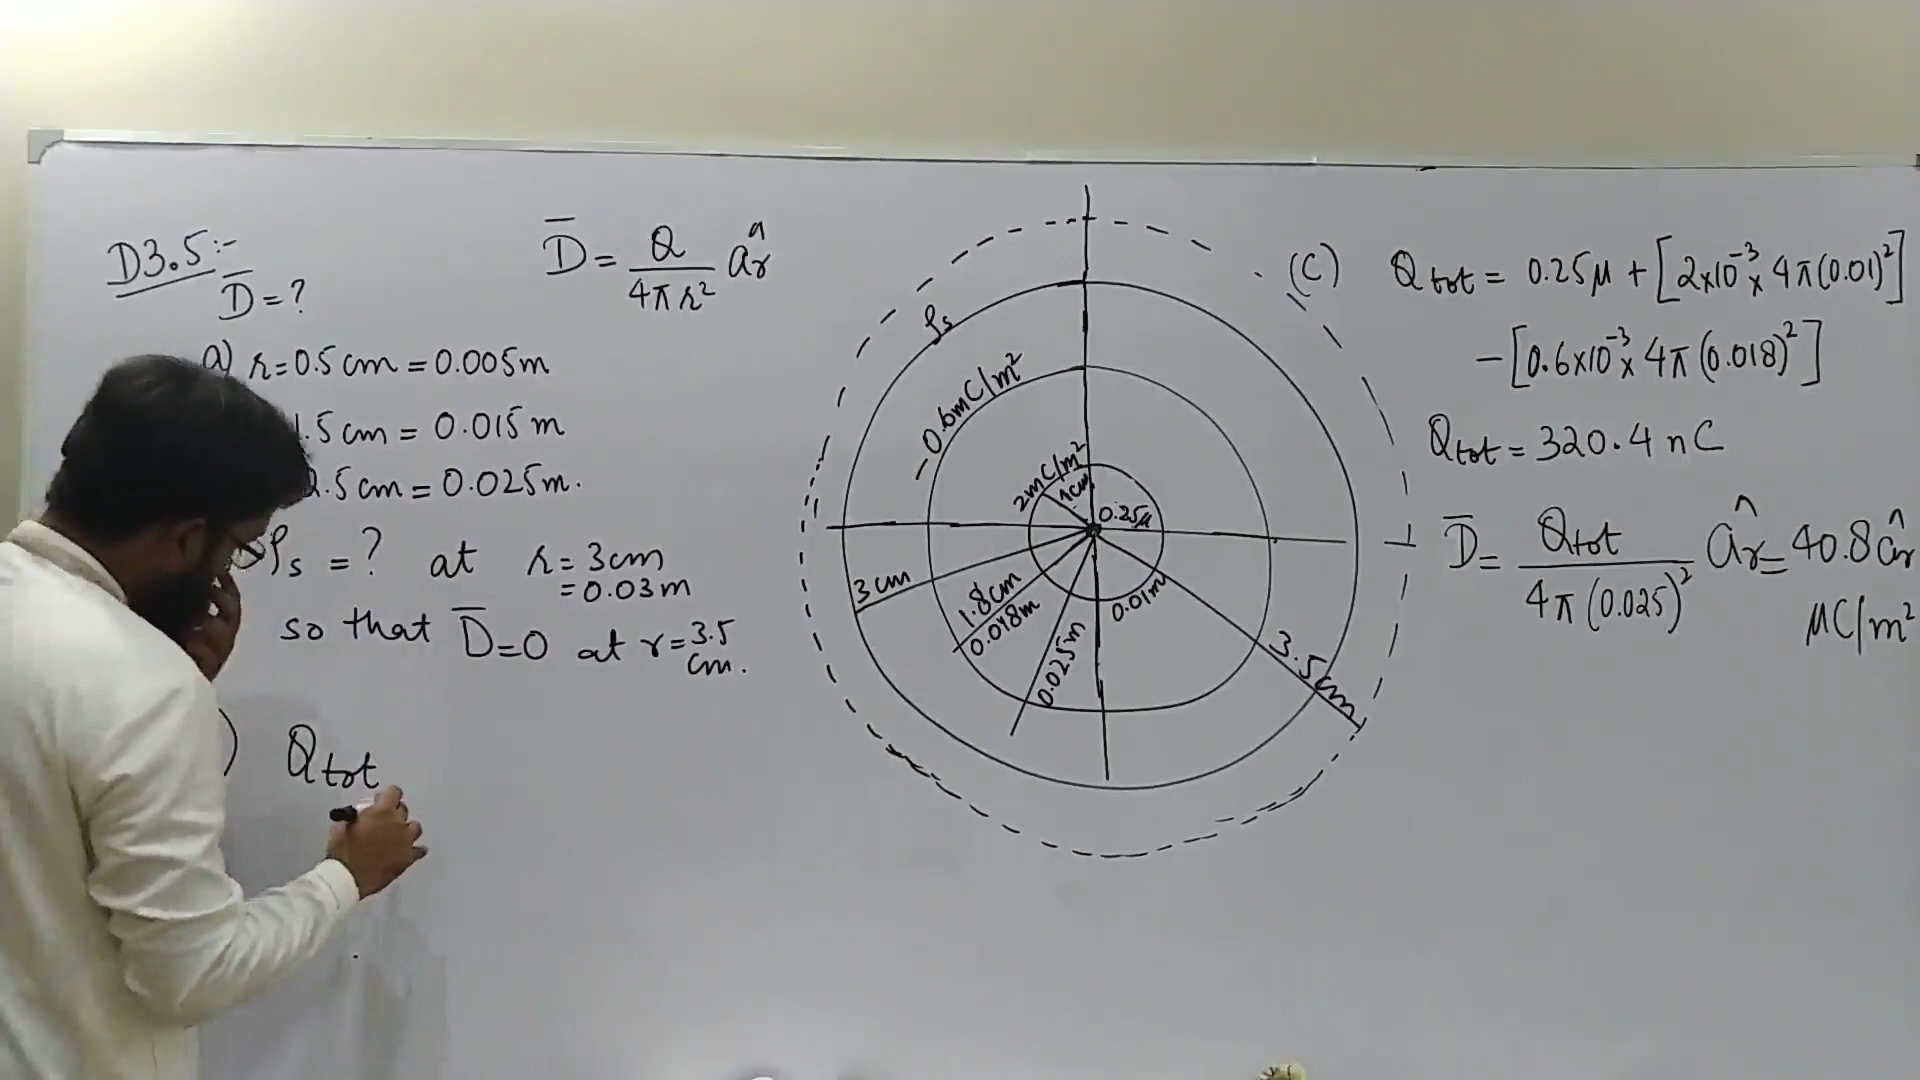 D3.5:-
D̅ = ?
a) r = 0.5 cm = 0.005m
1.5 cm = 0.015 m
2.5 cm = 0.025m.
ρs = ? at r = 3cm
= 0.03m
so that D̅ = 0 at r = 3.5 cm.
) Qtot
D̅ = Q / 4πr² âr
ρs
-0.6mC/m²
2mC/m²
1cm
0.25μ
3cm
1.8cm
0.018m
0.025m
0.01m
3.5cm
(C) Qtot = 0.25μ + [2×10⁻³ × 4π(0.01)²]
- [0.6×10⁻³ × 4π(0.018)²]
Qtot = 320.4 nC
D̅ = Qtot / 4π(0.025)² âr = 40.8 âr
μC/m²